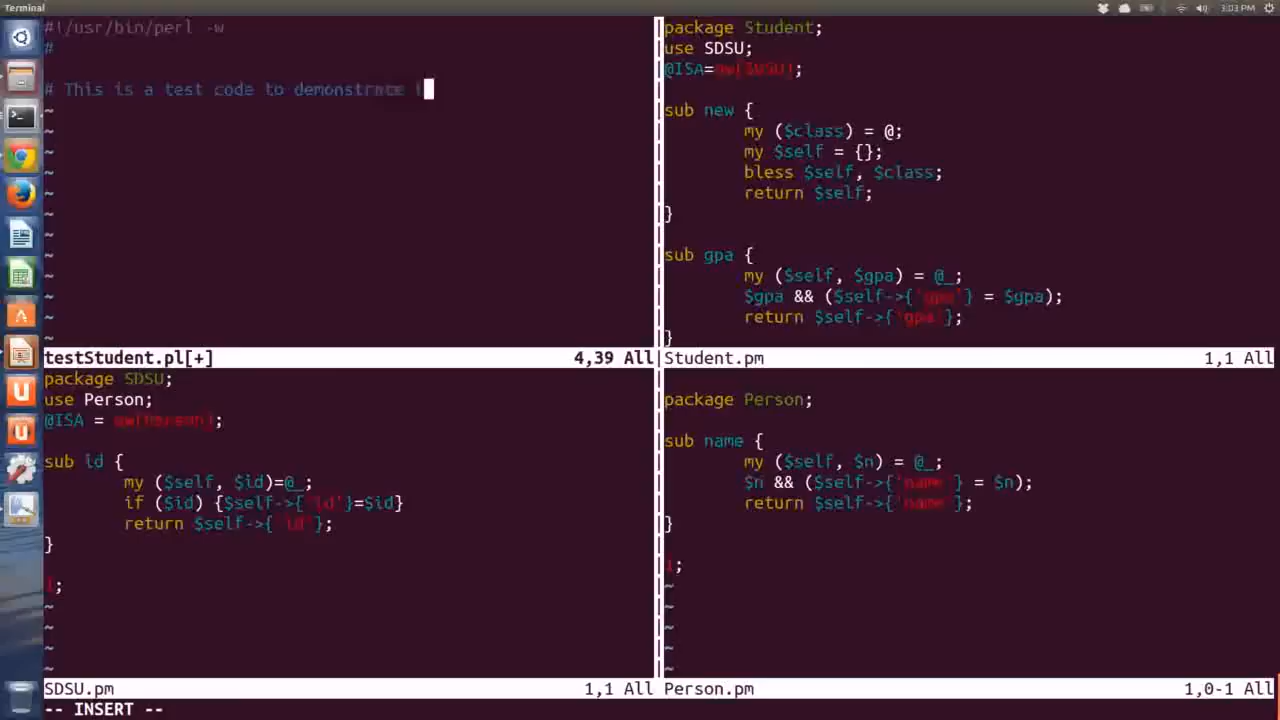 Terminal
3:03 PM
#!/usr/bin/perl -w
#
# This is a test code to demonstrate
~
~
~
~
~
~
~
~
~
~
~
~
testStudent.pl[+] 4,39 All
package Student;
use SDSU;
@ISA=qw(SDSU);
sub new {
my ($class) = @;
my $self = {};
bless $self, $class;
return $self;
}
sub gpa {
my ($self, $gpa) = @_;
$gpa && ($self->{'gpa'} = $gpa);
return $self->{'gpa'};
}
Student.pm 1,1 All
package SDSU;
use Person;
@ISA = qw(Person);
sub id {
my ($self, $id)=@_;
if ($id) {$self->{'id'}=$id}
return $self->{'id'};
}
1;
~
~
~
~
SDSU.pm 1,1 All
package Person;
sub name {
my ($self, $n) = @_;
$n && ($self->{'name'} = $n);
return $self->{'name'};
}
1;
~
~
~
~
~
Person.pm 1,0-1 All
-- INSERT --